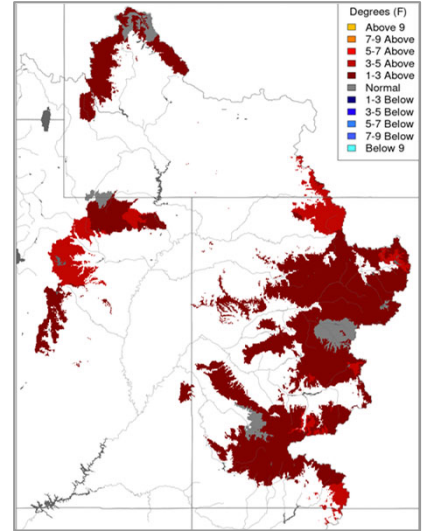 Degrees (F)
Above 9
7-9 Above
5-7 Above
3-5 Above
1-3 Above
Normal
1-3 Below
3-5 Below
5-7 Below
7-9 Below
Below 9